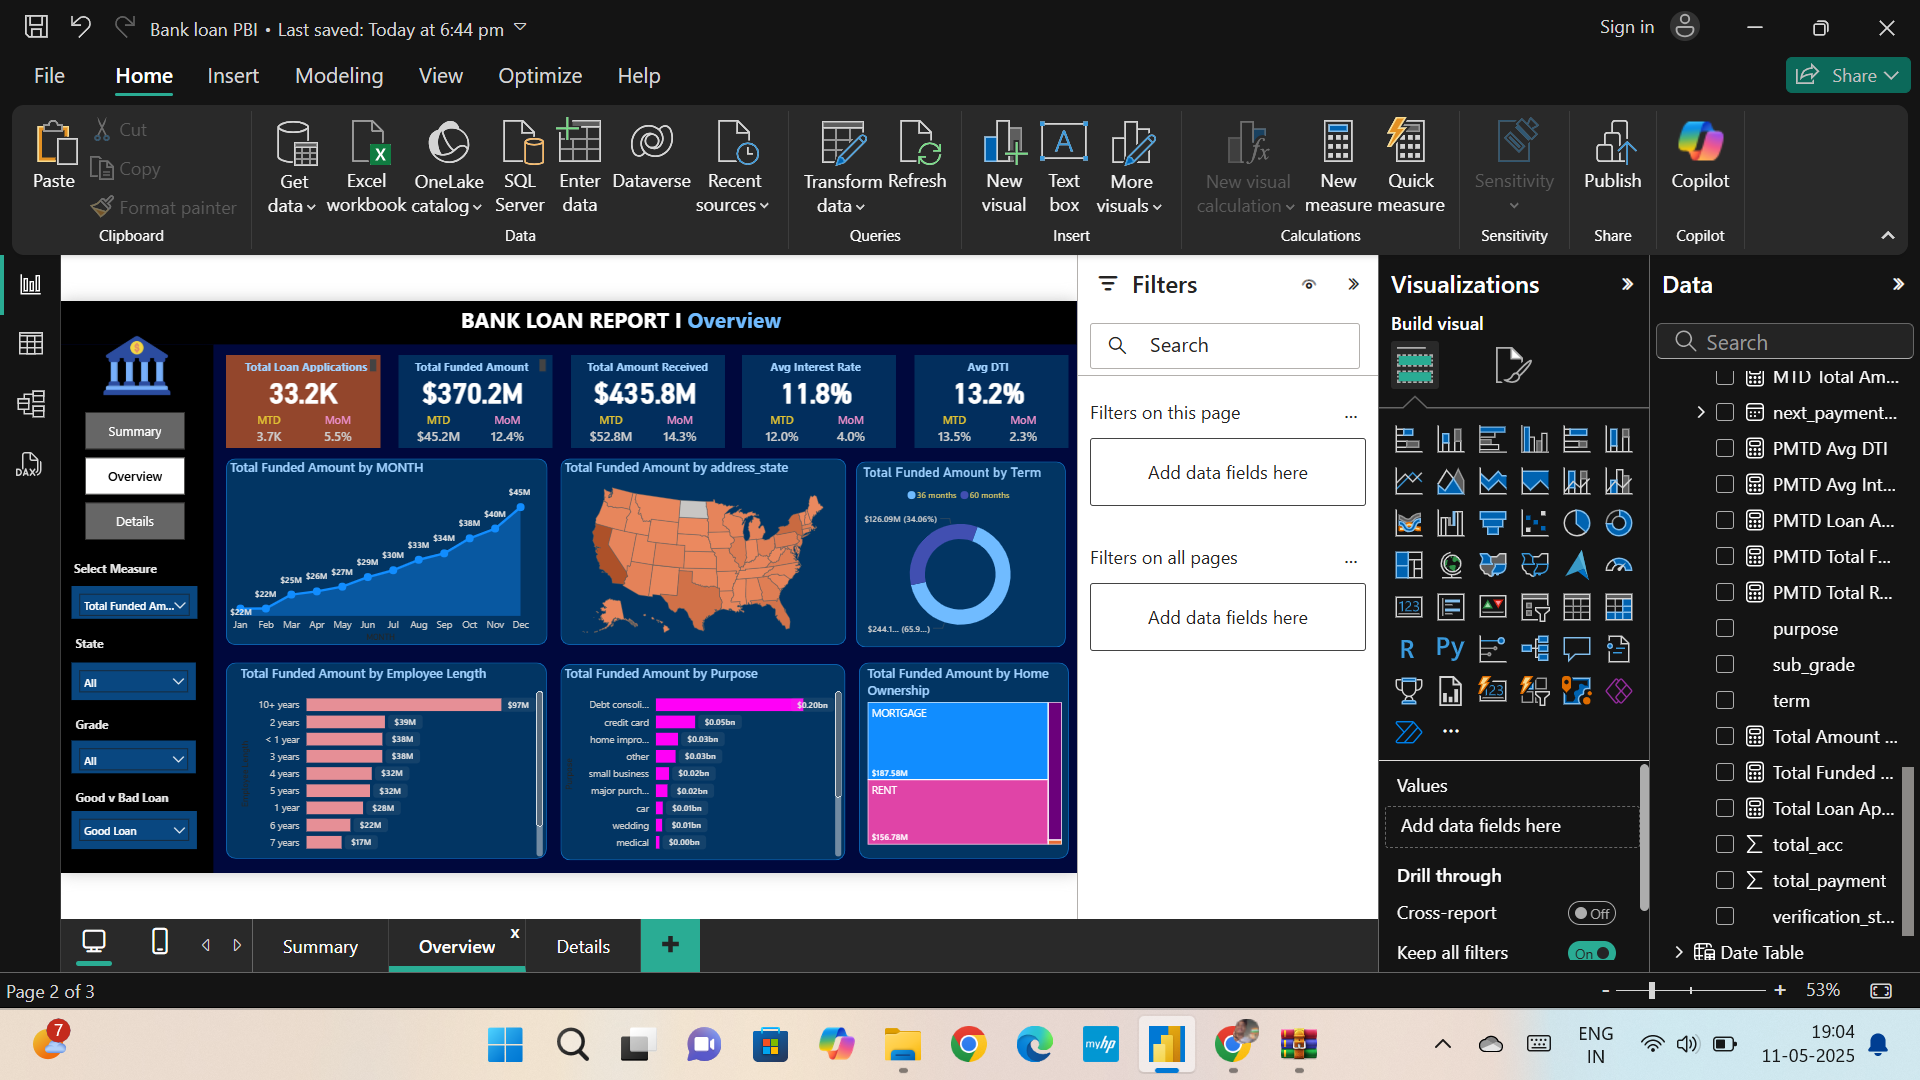 Bank loan PBI • Last saved: Today at 6:44 pm
Sign in
File Home Insert Modeling View Optimize Help
Share
Paste
Cut
Copy
Format painter
Clipboard
Get data
Excel workbook
OneLake catalog
SQL Server
Enter data
Dataverse
Recent sources
Data
Transform data
Refresh
Queries
New visual
Text box
More visuals
Insert
New visual calculation
New measure
Quick measure
Calculations
Sensitivity
Sensitivity
Publish
Share
Copilot
Copilot
BANK LOAN REPORT I Overview
Summary
Overview
Details
Select Measure
Total Funded Am...
State
All
Grade
All
Good v Bad Loan
Good Loan
Total Loan Applications
33.2K
MTD MoM
3.7K 5.5%
Total Funded Amount
$370.2M
MTD MoM
$45.2M 12.4%
Total Amount Received
$435.8M
MTD MoM
$52.8M 14.3%
Avg Interest Rate
11.8%
MTD MoM
12.0% 4.0%
Avg DTI
13.2%
MTD MoM
13.5% 2.3%
Total Funded Amount by MONTH
$22M $22M $25M $26M $27M $29M $30M $33M $34M $38M $40M $45M
Jan Feb Mar Apr May Jun Jul Aug Sep Oct Nov Dec
MONTH
Total Funded Amount by address_state
Total Funded Amount by Term
36 months 60 months
$126.09M (34.06%)
$244.1... (65.9...)
Total Funded Amount by Employee Length
10+ years $97M
2 years $39M
< 1 year $38M
3 years $38M
4 years $32M
5 years $32M
1 year $28M
6 years $22M
7 years $17M
Total Funded Amount by Purpose
Debt consoli... $0.20bn
credit card $0.05bn
home impro... $0.03bn
other $0.03bn
small business $0.02bn
major purch... $0.02bn
car $0.01bn
wedding $0.01bn
medical $0.00bn
Total Funded Amount by Home Ownership
MORTGAGE
$187.58M
RENT
$156.78M
Filters
Search
Filters on this page ...
Add data fields here
Filters on all pages ...
Add data fields here
Visualizations
Build visual
123
R Py
123
...
Values
Add data fields here
Drill through
Cross-report Off
Keep all filters On
Data
Search
MTD Total Am...
next_payment...
PMTD Avg DTI
PMTD Avg Int...
PMTD Loan A...
PMTD Total F...
PMTD Total R...
purpose
sub_grade
term
Total Amount ...
Total Funded ...
Total Loan Ap...
total_acc
total_payment
verification_st...
Date Table
DAX
Summary Overview x Details +
Page 2 of 3
- + 53%
7
myhp
ENG
IN
19:04
11-05-2025